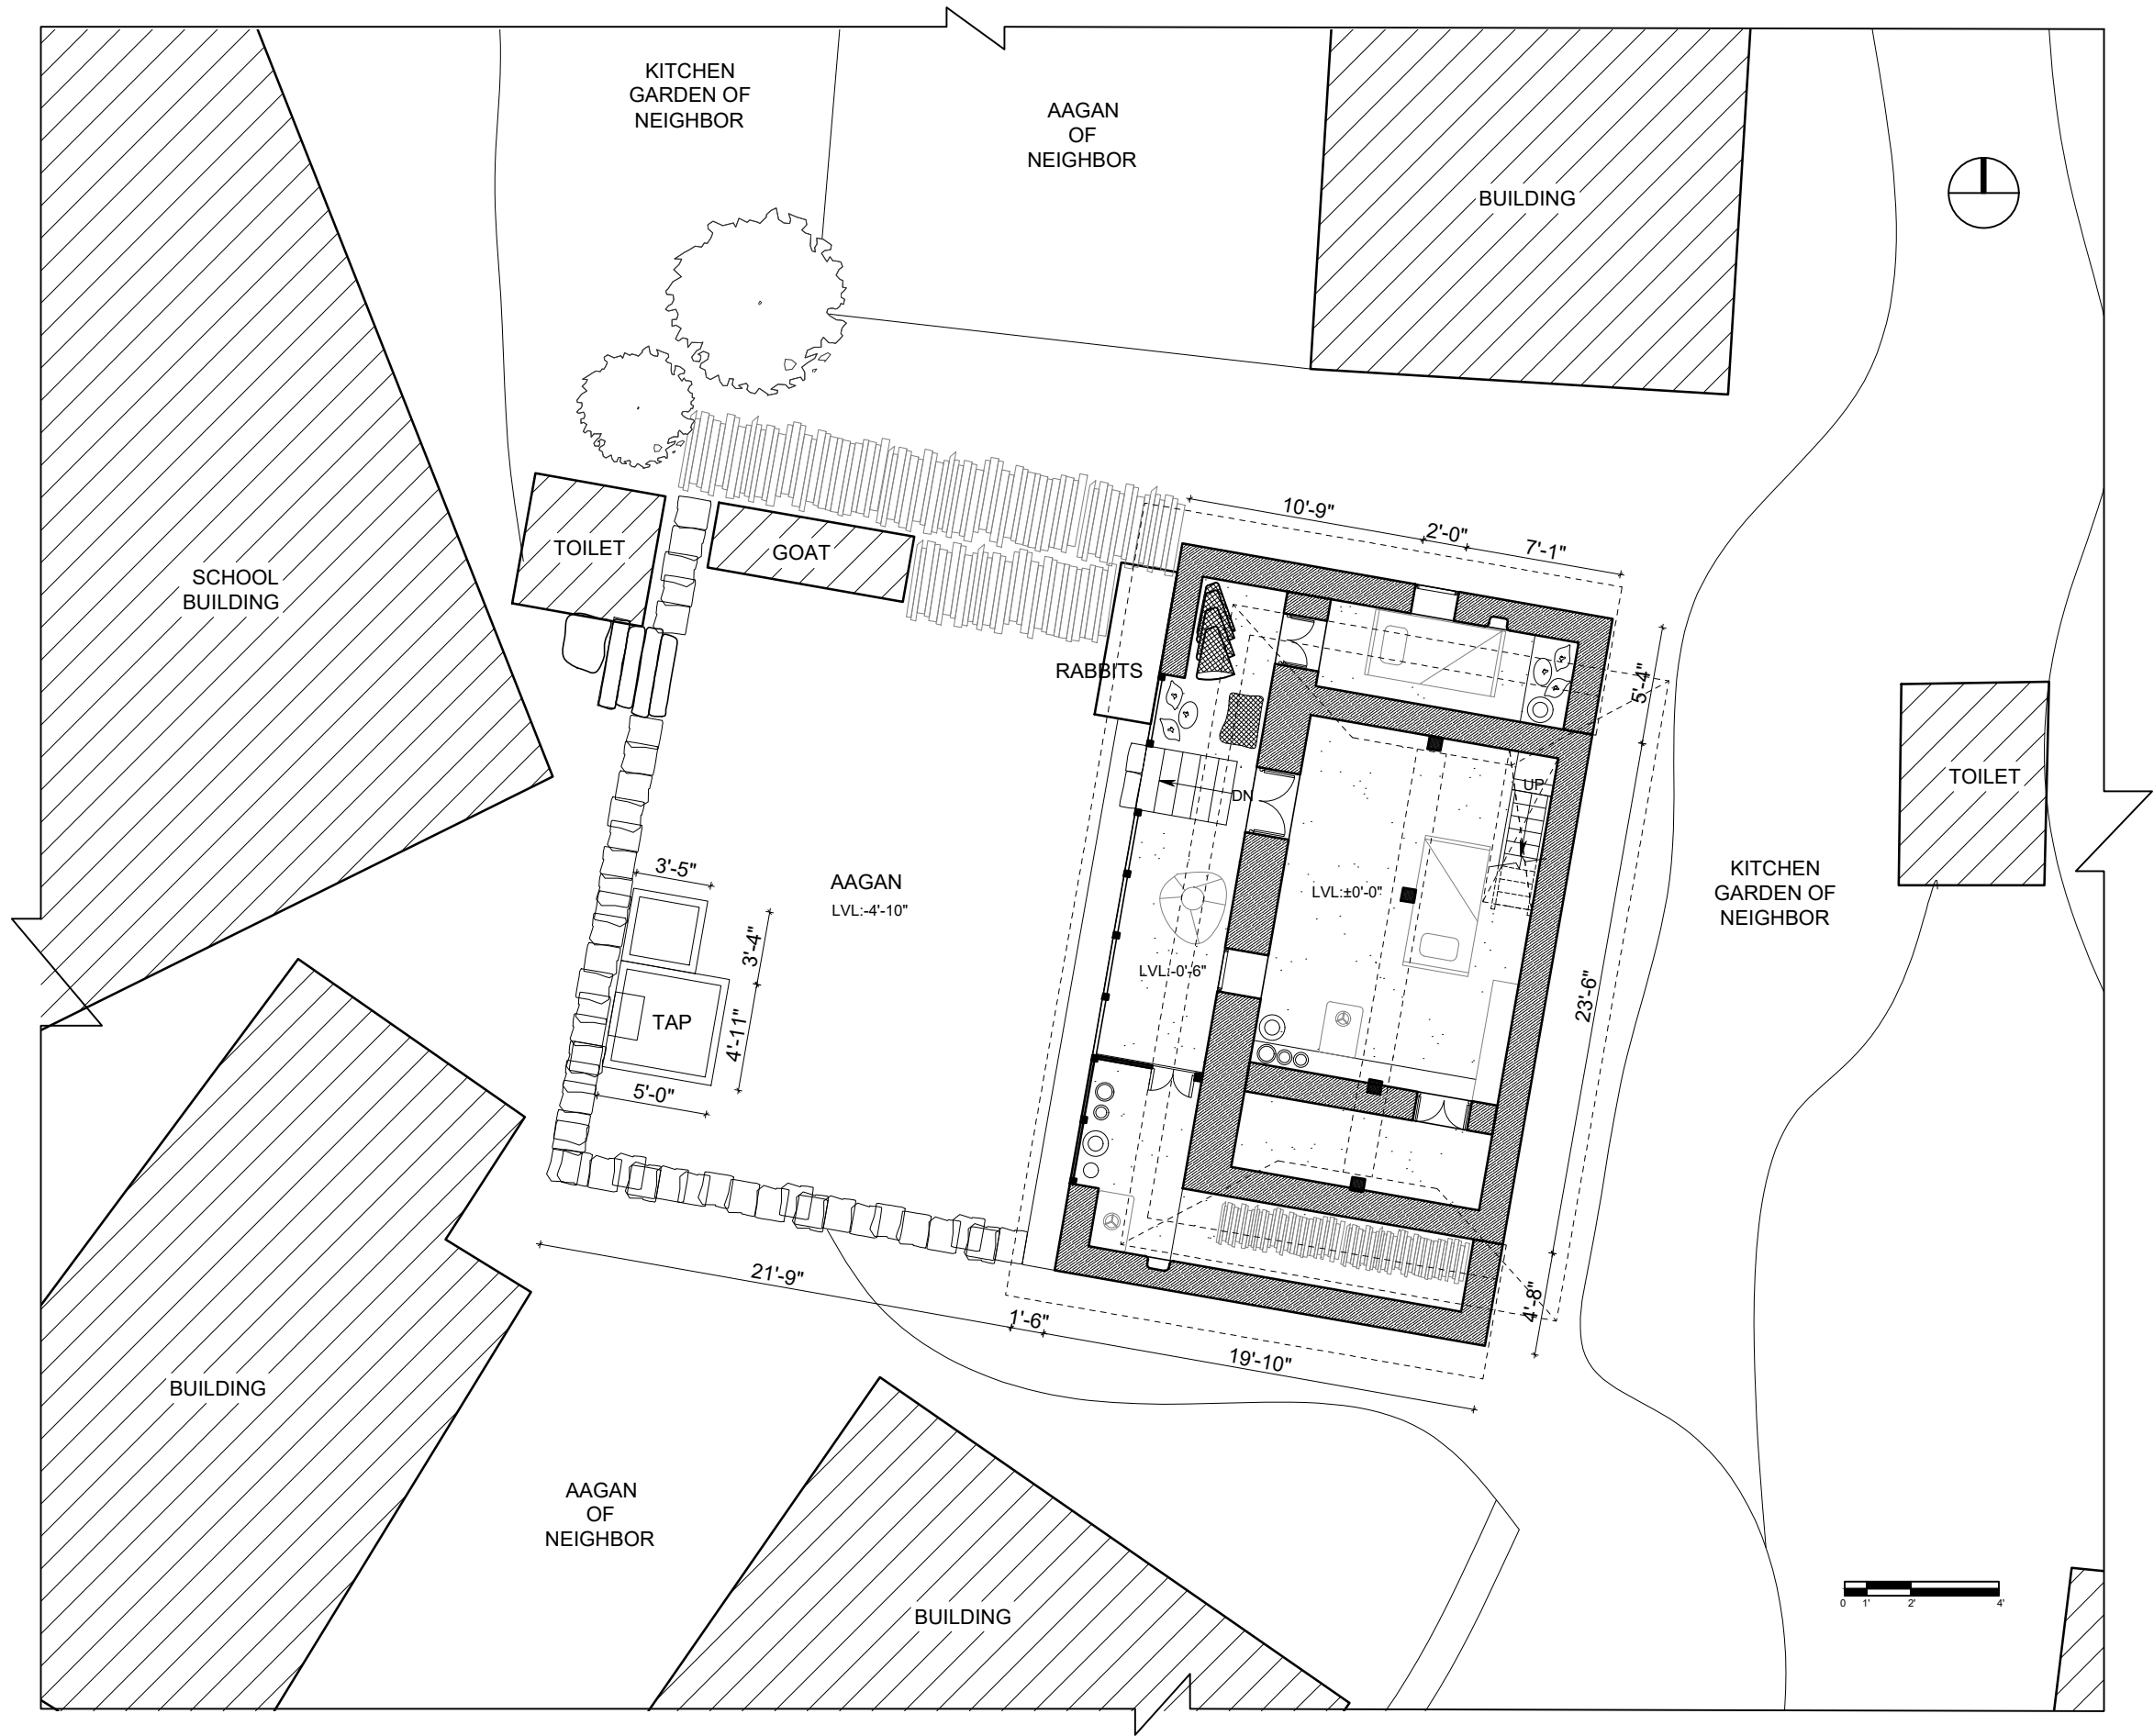 KITCHEN
GARDEN OF
NEIGHBOR
AAGAN
OF
NEIGHBOR
BUILDING
10'-9"
2'-0"
7'-1"
TOILET
GOAT
SCHOOL
BUILDING
RABBITS
5'-4"
TOILET
UP
DN
3'-5"
AAGAN
LVL:-4'-10"
LVL:±0'-0"
KITCHEN
GARDEN OF
NEIGHBOR
3'-4"
LVL:-0'-6"
23'-6"
TAP
4'-11"
5'-0"
21'-9"
1'-6"
19'-10"
4'-8"
BUILDING
AAGAN
OF
NEIGHBOR
BUILDING
0 1' 2' 4'